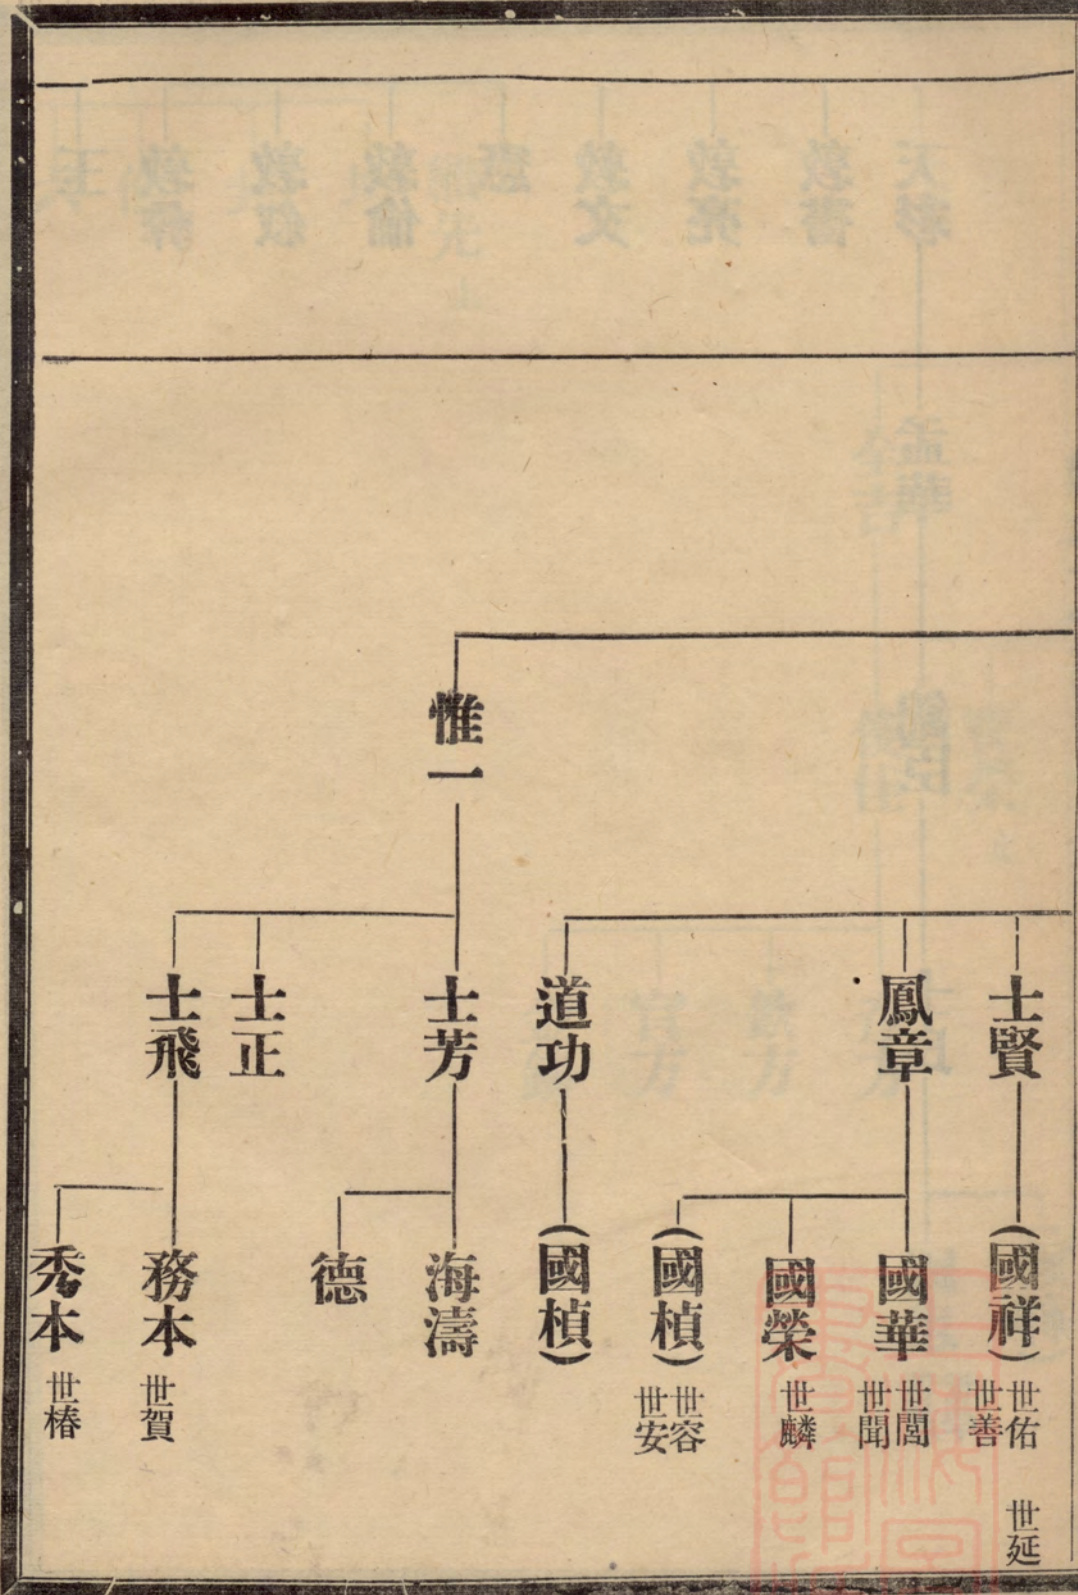 惟一
士賢
鳳章
道功
士芳
士正
士飛
(國祥)
世佑
世善
世延
國華
世閭
世聞
國榮
世麟
(國楨)
世容
世安
(國楨)
海濤
德
務本
世賀
秀本
世椿